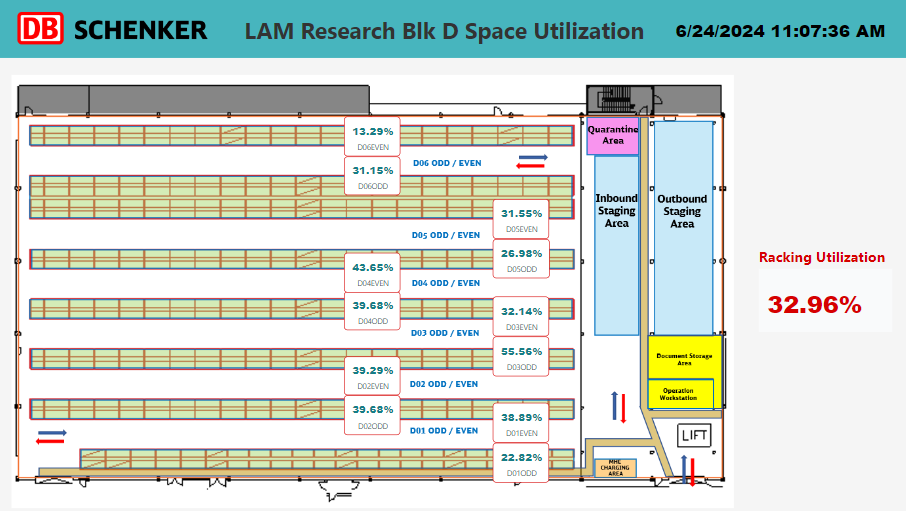 DB SCHENKER
LAM Research Blk D Space Utilization
6/24/2024 11:07:36 AM
13.29%
D06EVEN
D06 ODD / EVEN
31.15%
D06ODD
31.55%
D05EVEN
D05 ODD / EVEN
26.98%
D05ODD
43.65%
D04EVEN
D04 ODD / EVEN
39.68%
D04ODD
32.14%
D03EVEN
D03 ODD / EVEN
55.56%
D03ODD
39.29%
D02EVEN
D02 ODD / EVEN
39.68%
D02ODD
38.89%
D01EVEN
D01 ODD / EVEN
22.82%
D01ODD
Quarantine
Area
Inbound
Staging
Area
Outbound
Staging
Area
Document Storage
Area
Operation
Workstation
LIFT
MHE
CHARGING
AREA
Racking Utilization
32.96%